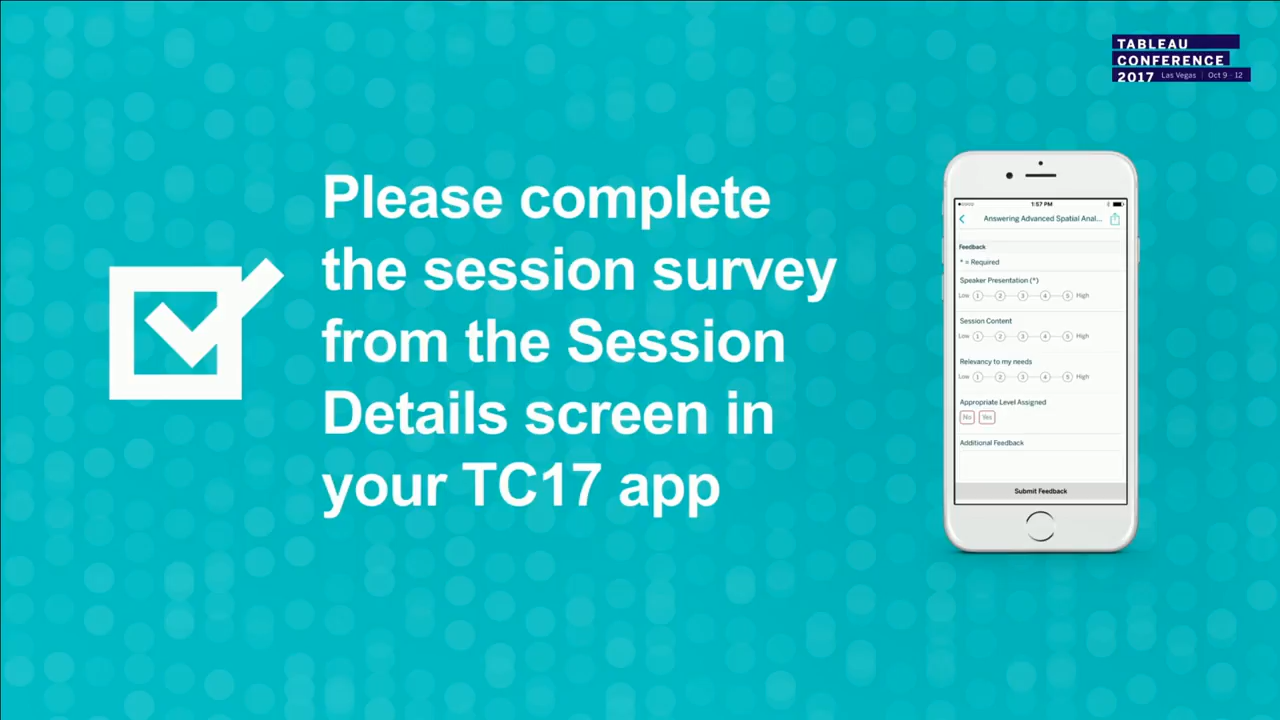 TABLEAU
CONFERENCE
2017 Las Vegas | Oct 9 - 12
Please complete
the session survey
from the Session
Details screen in
your TC17 app
1:57 PM
Answering Advanced Spatial Anal...
Feedback
* = Required
Speaker Presentation (*)
Low 1 2 3 4 5 High
Session Content
Low 1 2 3 4 5 High
Relevancy to my needs
Low 1 2 3 4 5 High
Appropriate Level Assigned
No Yes
Additional Feedback
Submit Feedback